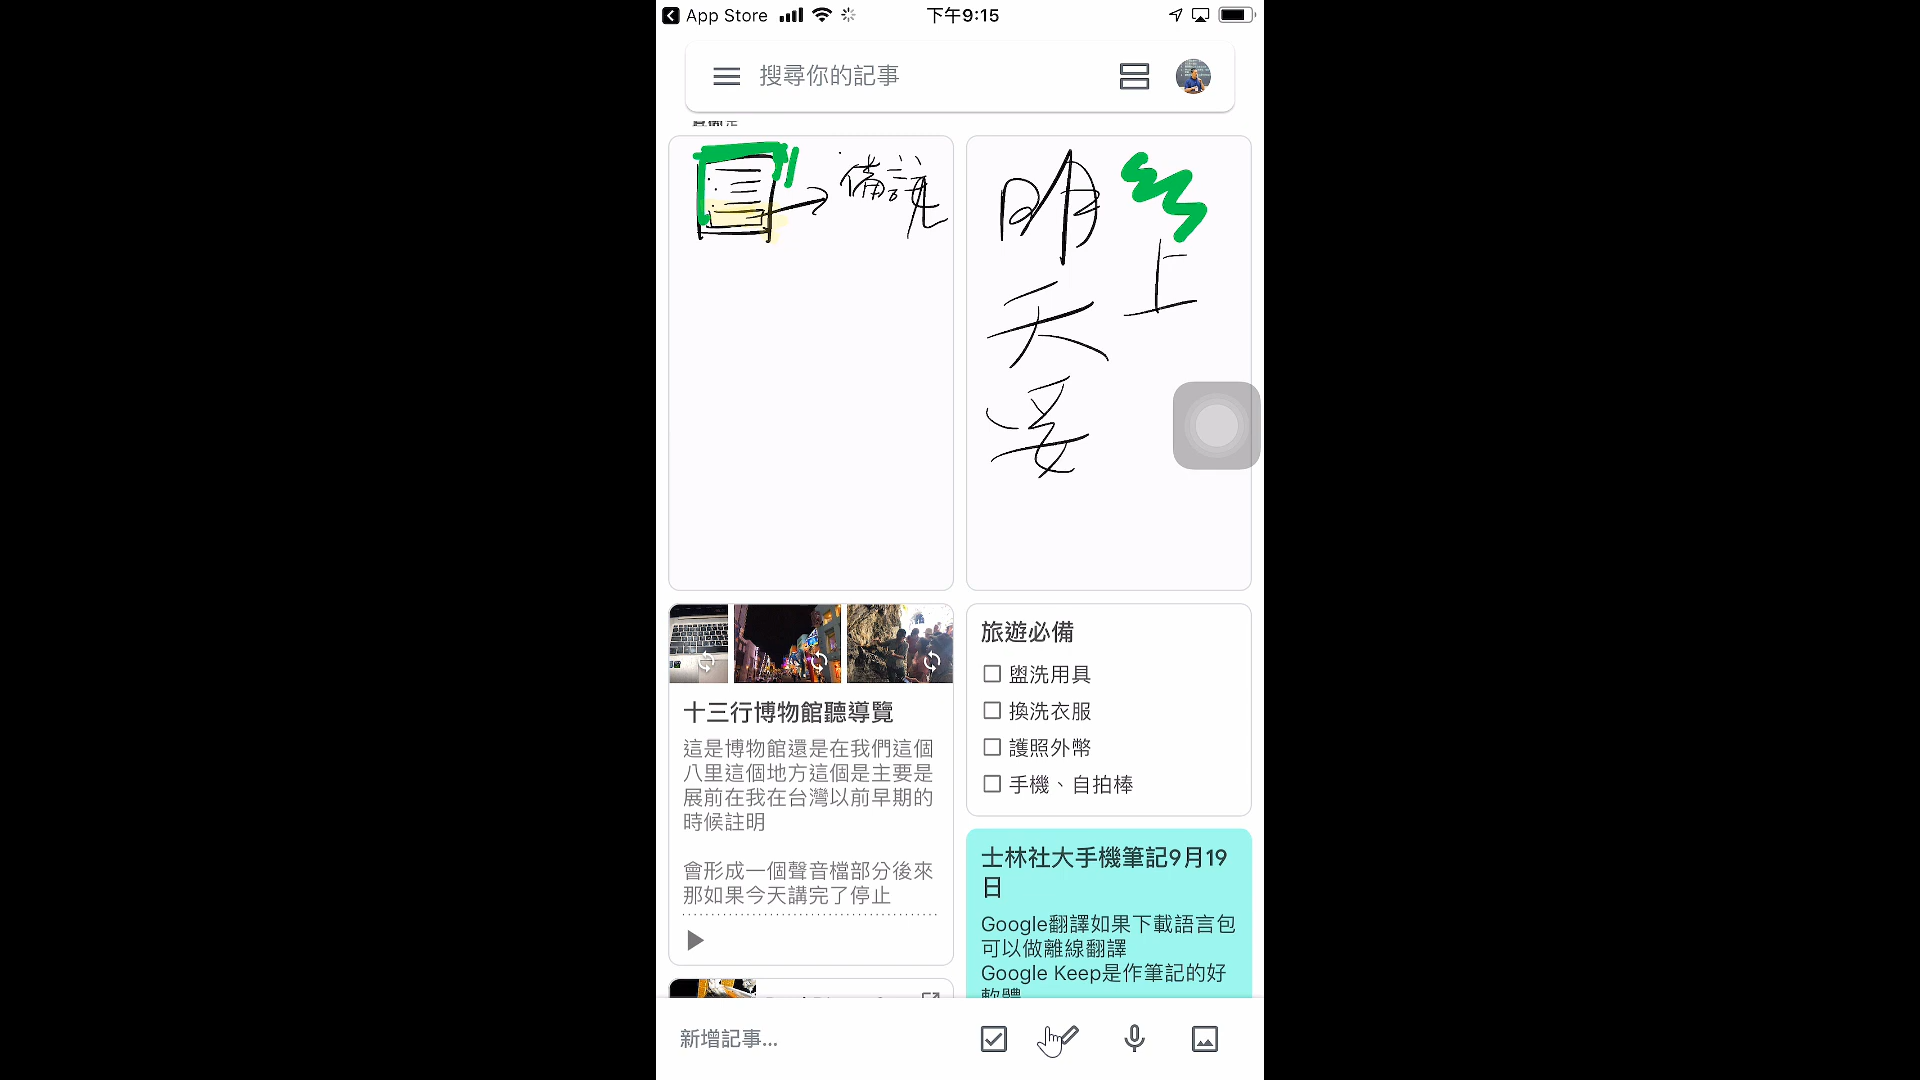 App Store
下午9:15
搜尋你的記事
備註
明
天
要
上
十三行博物館聽導覽
這是博物館還是在我們這個
八里這個地方這個是主要是
展前在我在台灣以前早期的
時候註明
會形成一個聲音檔部分後來
那如果今天講完了停止
旅遊必備
盥洗用具
換洗衣服
護照外幣
手機、自拍棒
士林社大手機筆記9月19
日
Google翻譯如果下載語言包
可以做離線翻譯
Google Keep是作筆記的好
軟體
新增記事...